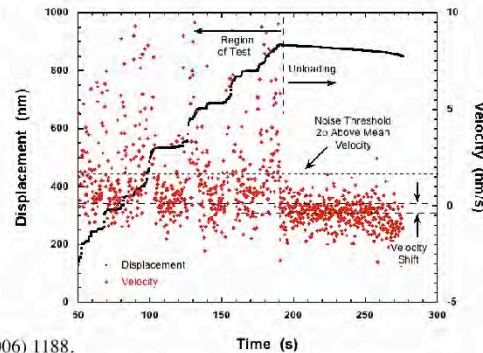 1000
10
Region
of Test
Unloading
800
5
Noise Threshold
2σ Above Mean
Velocity
600
400
0
200
Velocity
Shift
Displacement
Velocity
0
-5
50
100
150
200
250
300
Displacement (nm)
Velocity (nm/s)
006) 1188.
Time (s)